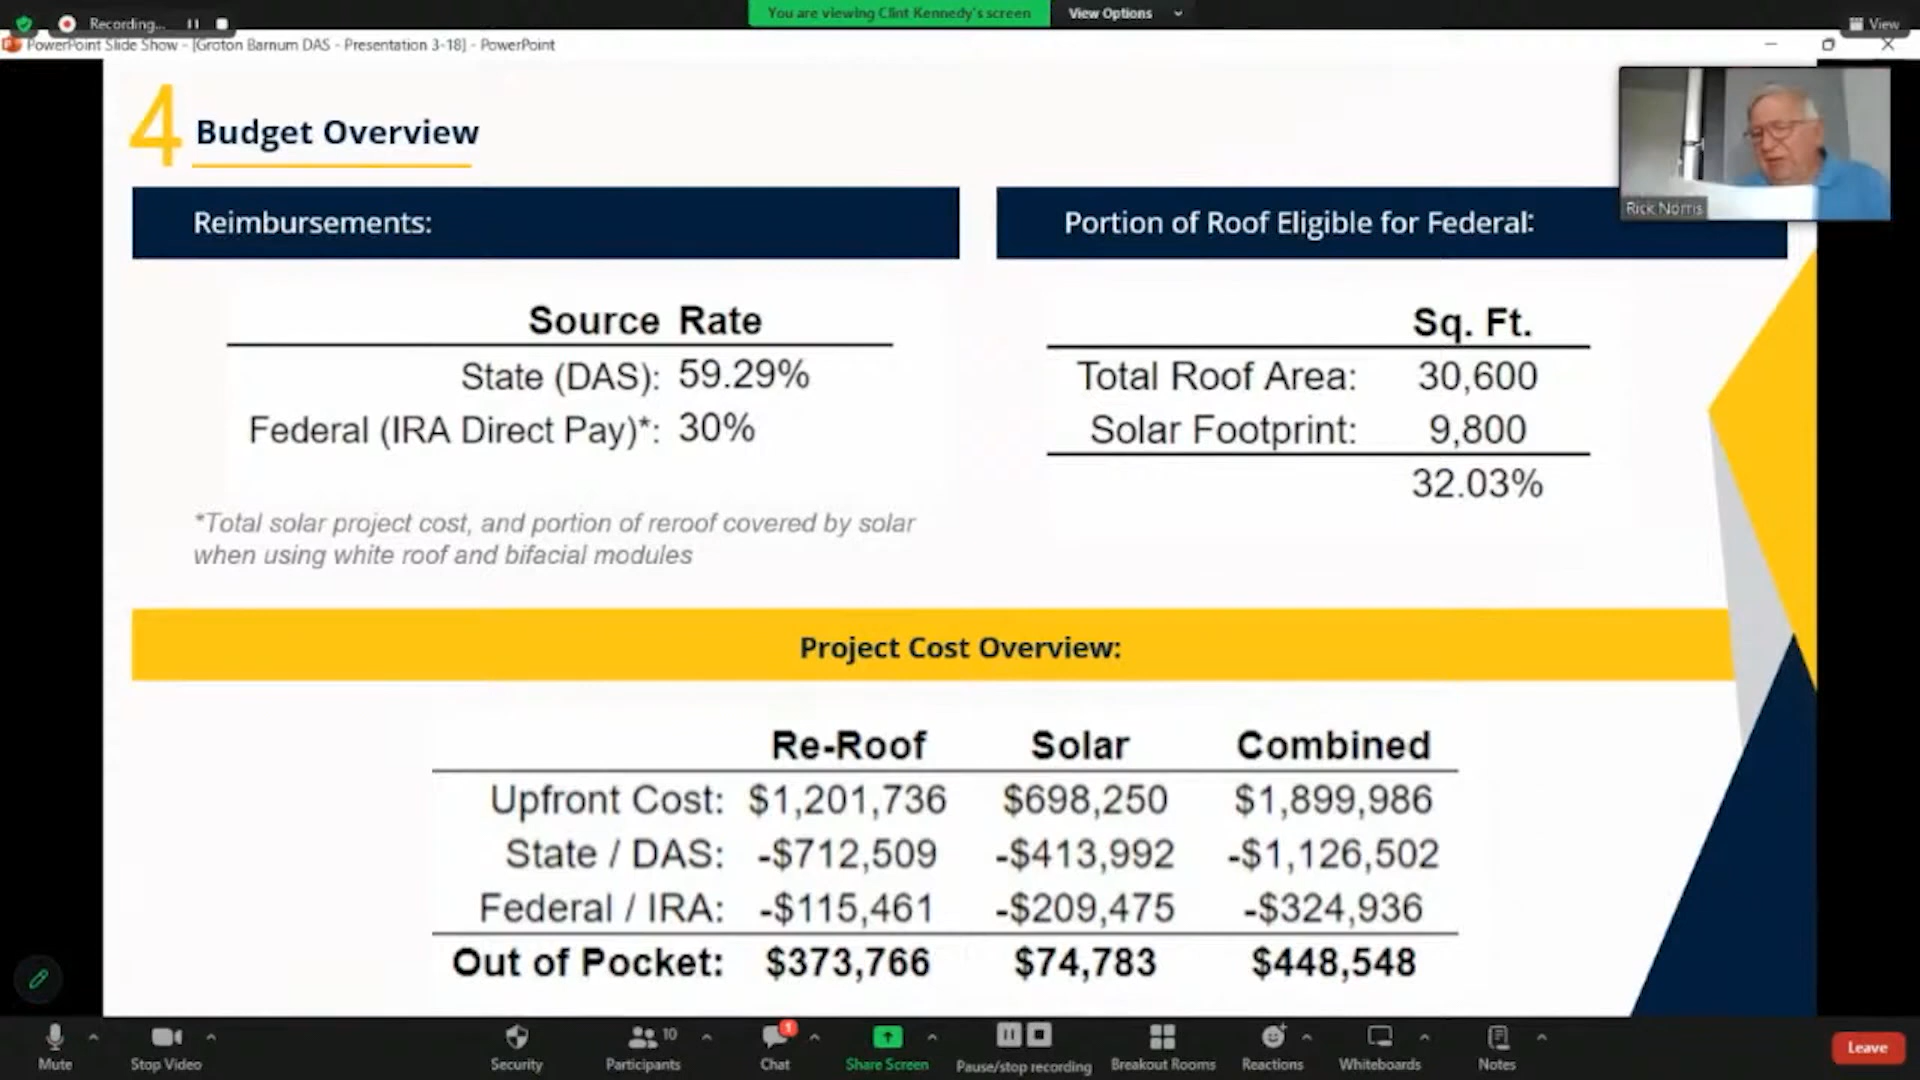 Recording...
You are viewing Clint Kennedy's screen
View Options
View
PowerPoint Slide Show - [Groton Barnum DAS - Presentation 3-18] - PowerPoint
4 Budget Overview
Rick Norris
Reimbursements:
Source Rate
State (DAS): 59.29%
Federal (IRA Direct Pay)*: 30%
*Total solar project cost, and portion of reroof covered by solar
when using white roof and bifacial modules
Portion of Roof Eligible for Federal:
Sq. Ft.
Total Roof Area: 30,600
Solar Footprint: 9,800
32.03%
Project Cost Overview:
Re-Roof Solar Combined
Upfront Cost: $1,201,736 $698,250 $1,899,986
State / DAS: -$712,509 -$413,992 -$1,126,502
Federal / IRA: -$115,461 -$209,475 -$324,936
Out of Pocket: $373,766 $74,783 $448,548
10
1
Mute
Stop Video
Security
Participants
Chat
Share Screen
Pause/stop recording
Breakout Rooms
Reactions
Whiteboards
Notes
Leave